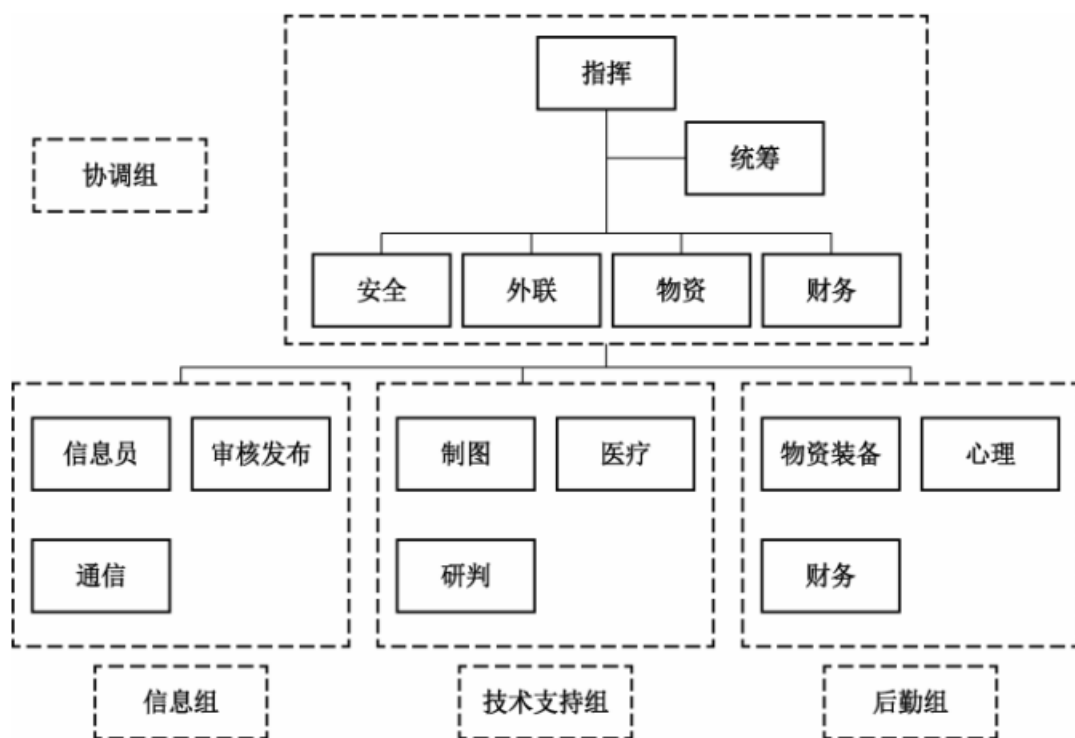 指挥
统筹
协调组
安全
外联
物资
财务
信息员
审核发布
制图
医疗
物资装备
心理
通信
研判
财务
信息组
技术支持组
后勤组